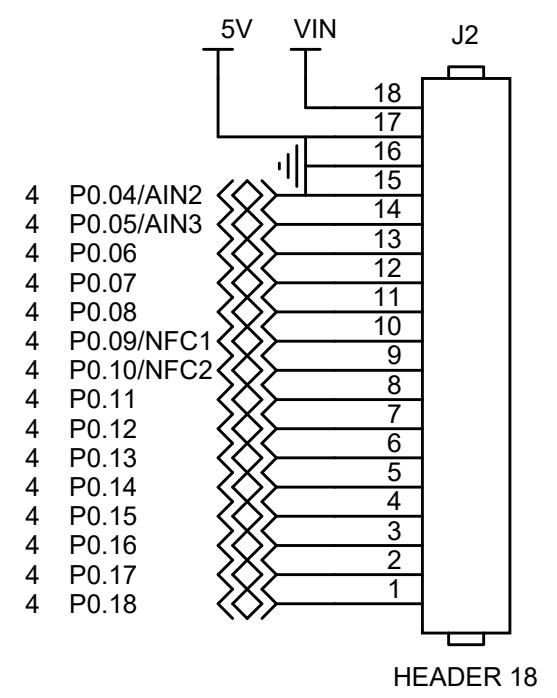 5V VIN J2
18
17
16
15
4 P0.04/AIN2 14
4 P0.05/AIN3 13
4 P0.06 12
4 P0.07 11
4 P0.08 10
4 P0.09/NFC1 9
4 P0.10/NFC2 8
4 P0.11 7
4 P0.12 6
4 P0.13 5
4 P0.14 4
4 P0.15 3
4 P0.16 2
4 P0.17 1
4 P0.18
HEADER 18